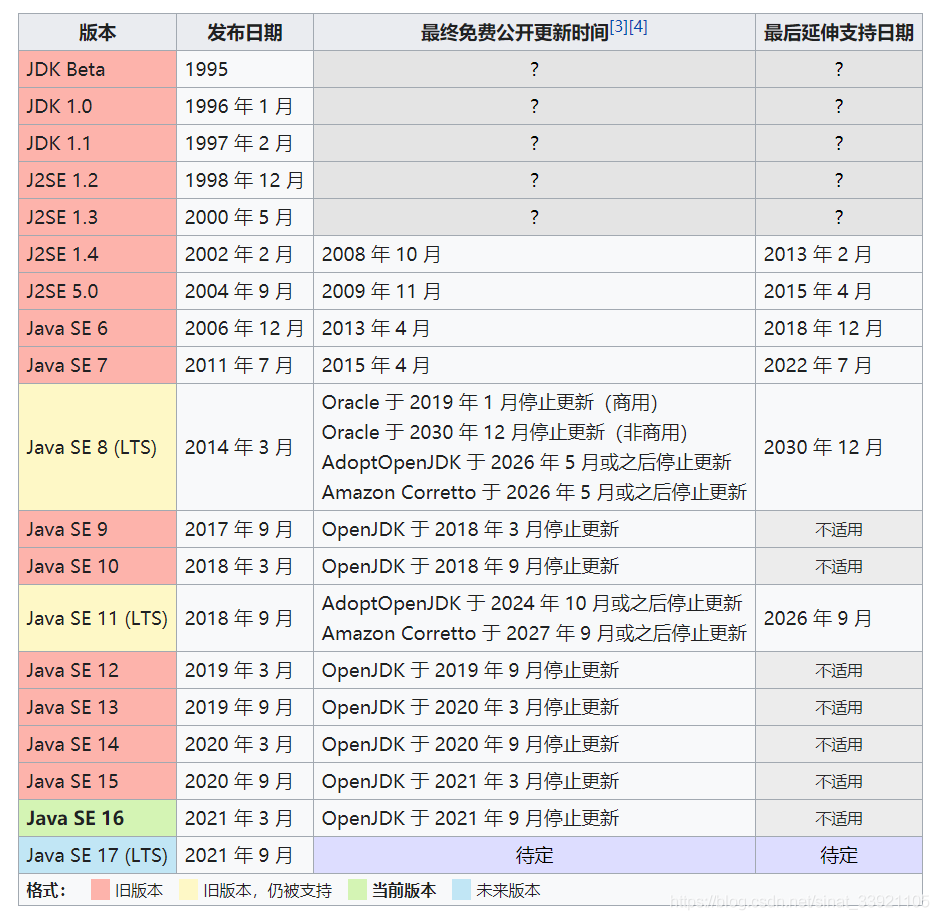 版本 发布日期 最终免费公开更新时间[3][4] 最后延伸支持日期
JDK Beta 1995 ? ?
JDK 1.0 1996 年 1 月 ? ?
JDK 1.1 1997 年 2 月 ? ?
J2SE 1.2 1998 年 12 月 ? ?
J2SE 1.3 2000 年 5 月 ? ?
J2SE 1.4 2002 年 2 月 2008 年 10 月 2013 年 2 月
J2SE 5.0 2004 年 9 月 2009 年 11 月 2015 年 4 月
Java SE 6 2006 年 12 月 2013 年 4 月 2018 年 12 月
Java SE 7 2011 年 7 月 2015 年 4 月 2022 年 7 月
Java SE 8 (LTS) 2014 年 3 月
Oracle 于 2019 年 1 月停止更新（商用）
Oracle 于 2030 年 12 月停止更新（非商用）
AdoptOpenJDK 于 2026 年 5 月或之后停止更新
Amazon Corretto 于 2026 年 5 月或之后停止更新
2030 年 12 月
Java SE 9 2017 年 9 月 OpenJDK 于 2018 年 3 月停止更新 不适用
Java SE 10 2018 年 3 月 OpenJDK 于 2018 年 9 月停止更新 不适用
Java SE 11 (LTS) 2018 年 9 月
AdoptOpenJDK 于 2024 年 10 月或之后停止更新
Amazon Corretto 于 2027 年 9 月或之后停止更新
2026 年 9 月
Java SE 12 2019 年 3 月 OpenJDK 于 2019 年 9 月停止更新 不适用
Java SE 13 2019 年 9 月 OpenJDK 于 2020 年 3 月停止更新 不适用
Java SE 14 2020 年 3 月 OpenJDK 于 2020 年 9 月停止更新 不适用
Java SE 15 2020 年 9 月 OpenJDK 于 2021 年 3 月停止更新 不适用
Java SE 16 2021 年 3 月 OpenJDK 于 2021 年 9 月停止更新 不适用
Java SE 17 (LTS) 2021 年 9 月 待定 待定
格式： 旧版本 旧版本，仍被支持 当前版本 未来版本
https://blog.csdn.net/sinat_33921105